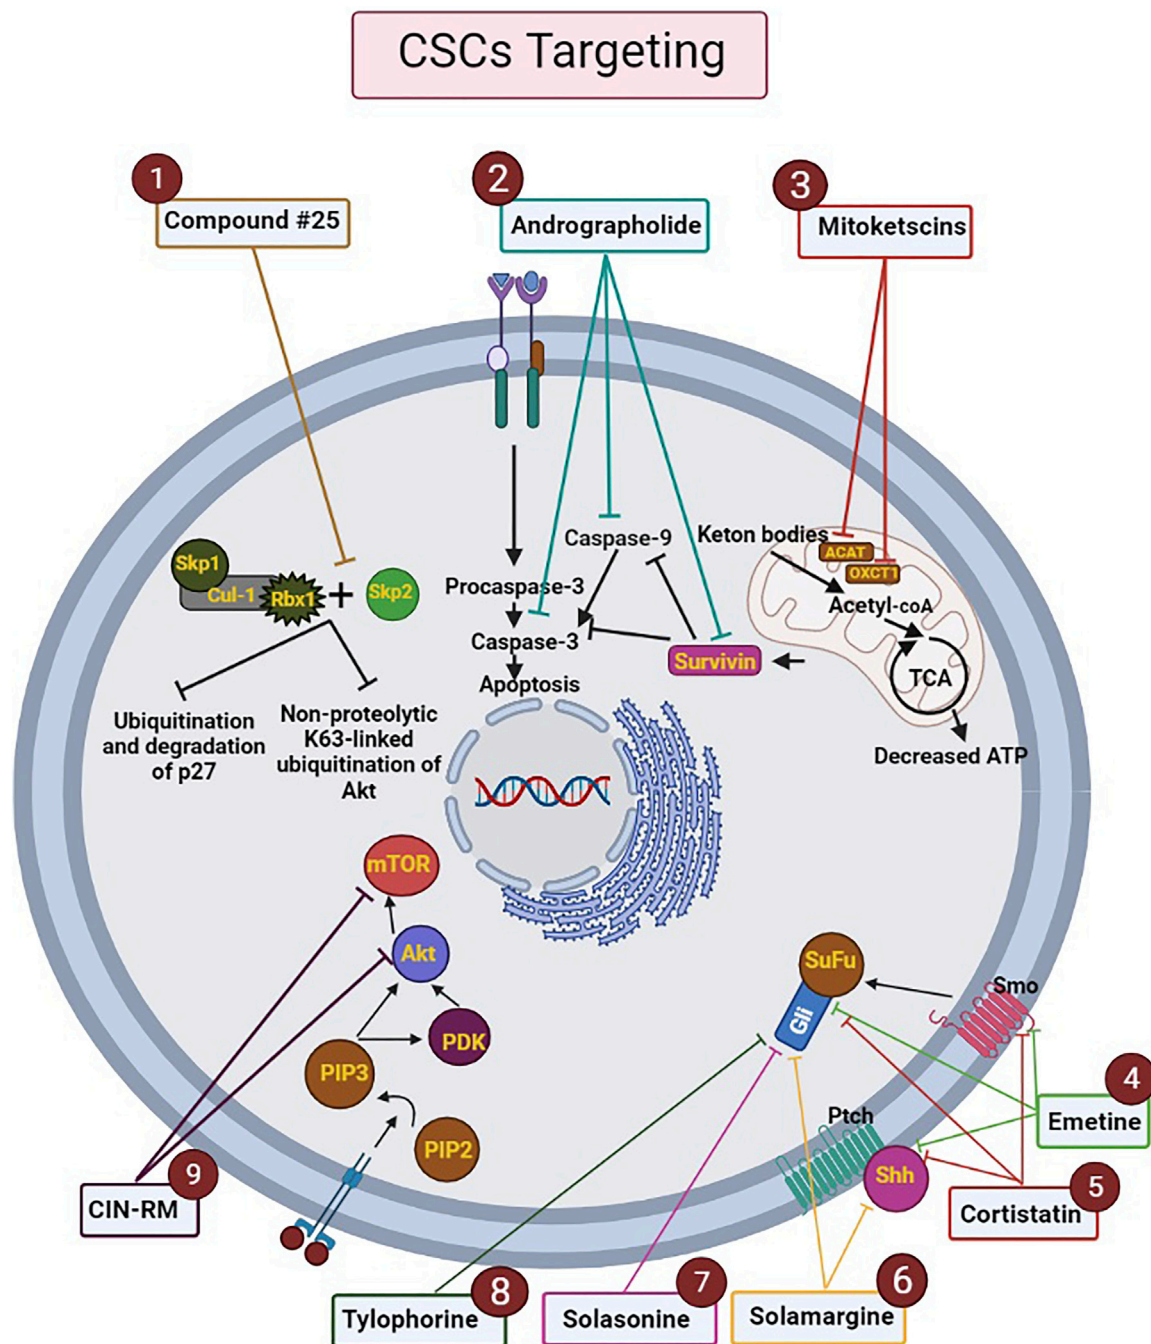 CSCs Targeting
1
Compound #25
2
Andrographolide
3
Mitoketscins
Caspase-9
Keton bodies
ACAT
OXCT1
Acetyl-coA
Skp1
Cul-1
Rbx1
+
Skp2
Procaspase-3
Caspase-3
Survivin
Apoptosis
TCA
Decreased ATP
Ubiquitination
and degradation
of p27
Non-proteolytic
K63-linked
ubiquitination of
Akt
mTOR
Akt
PDK
PIP3
PIP2
SuFu
Gli
Smo
Ptch
Shh
4
Emetine
5
Cortistatin
6
Solamargine
7
Solasonine
8
Tylophorine
9
CIN-RM